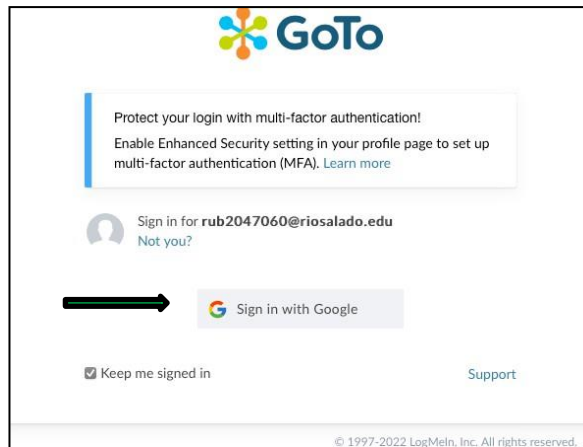 GoTo
Protect your login with multi-factor authentication!
Enable Enhanced Security setting in your profile page to set up
multi-factor authentication (MFA). Learn more
Sign in for rub2047060@riosalado.edu
Not you?
Sign in with Google
Keep me signed in
Support
© 1997-2022 LogMeIn, Inc. All rights reserved.